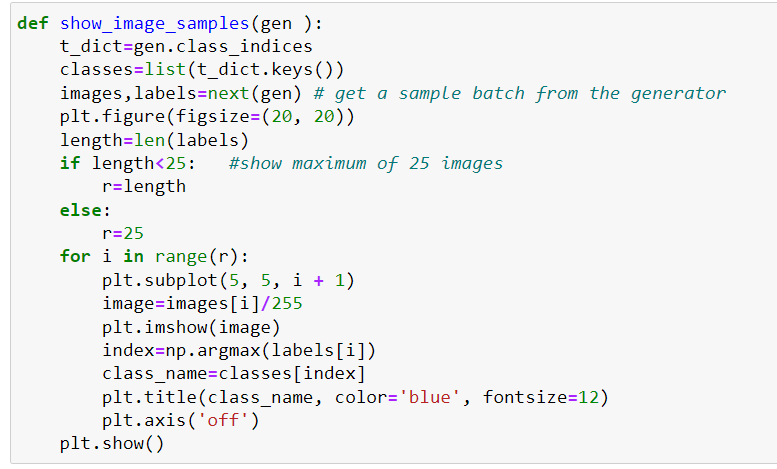 def show_image_samples(gen ):
    t_dict=gen.class_indices
    classes=list(t_dict.keys())
    images,labels=next(gen) # get a sample batch from the generator
    plt.figure(figsize=(20, 20))
    length=len(labels)
    if length<25:   #show maximum of 25 images
        r=length
    else:
        r=25
    for i in range(r):
        plt.subplot(5, 5, i + 1)
        image=images[i]/255
        plt.imshow(image)
        index=np.argmax(labels[i])
        class_name=classes[index]
        plt.title(class_name, color='blue', fontsize=12)
        plt.axis('off')
    plt.show()